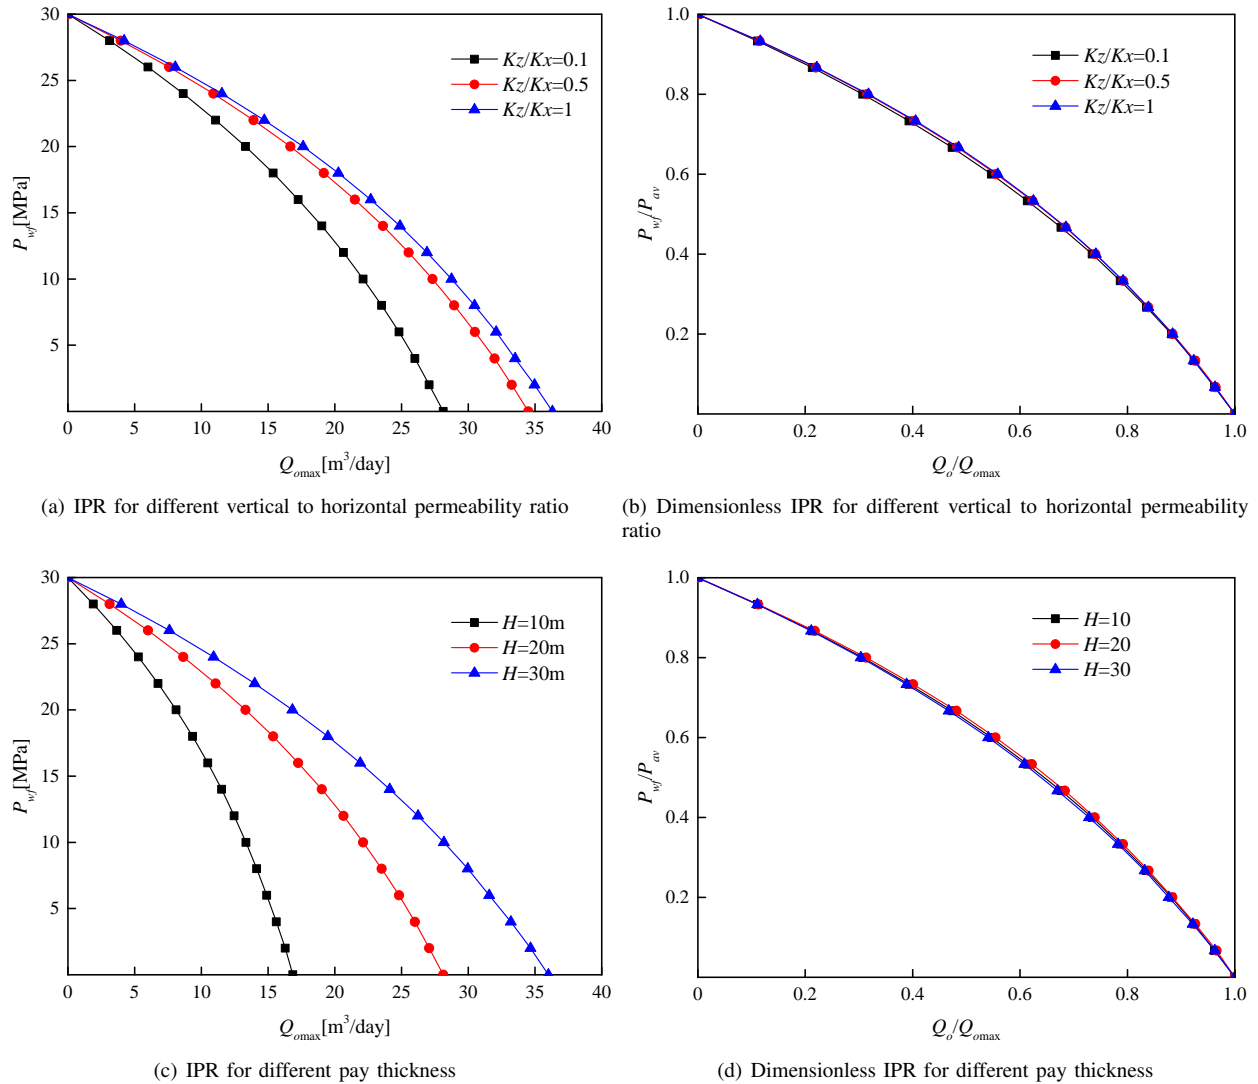 30
25
20
15
10
5
0 5 10 15 20 25 30 35 40
P_wf[MPa]
Q_omax[m³/day]
Kz/Kx=0.1
Kz/Kx=0.5
Kz/Kx=1
(a) IPR for different vertical to horizontal permeability ratio
1.0
0.8
0.6
0.4
0.2
0 0.2 0.4 0.6 0.8 1.0
P_wf/P_av
Q_o/Q_omax
Kz/Kx=0.1
Kz/Kx=0.5
Kz/Kx=1
(b) Dimensionless IPR for different vertical to horizontal permeability
ratio
30
25
20
15
10
5
0 5 10 15 20 25 30 35 40
P_wf[MPa]
Q_omax[m³/day]
H=10m
H=20m
H=30m
(c) IPR for different pay thickness
1.0
0.8
0.6
0.4
0.2
0 0.2 0.4 0.6 0.8 1.0
P_wf/P_av
Q_o/Q_omax
H=10
H=20
H=30
(d) Dimensionless IPR for different pay thickness